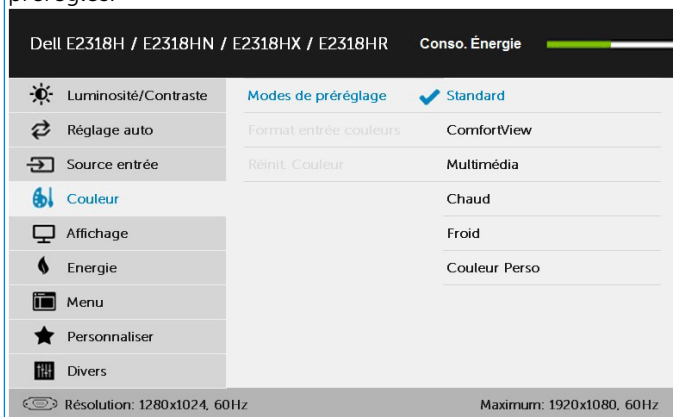 Dell E2318H / E2318HN / E2318HX / E2318HR Conso. Énergie
Luminosité/Contraste Modes de préréglage Standard
Réglage auto Format entrée couleurs ComfortView
Source entrée Réinit. Couleur Multimédia
Couleur Chaud
Affichage Froid
Energie Couleur Perso
Menu
Personnaliser
Divers
Résolution: 1280x1024, 60Hz Maximum: 1920x1080, 60Hz